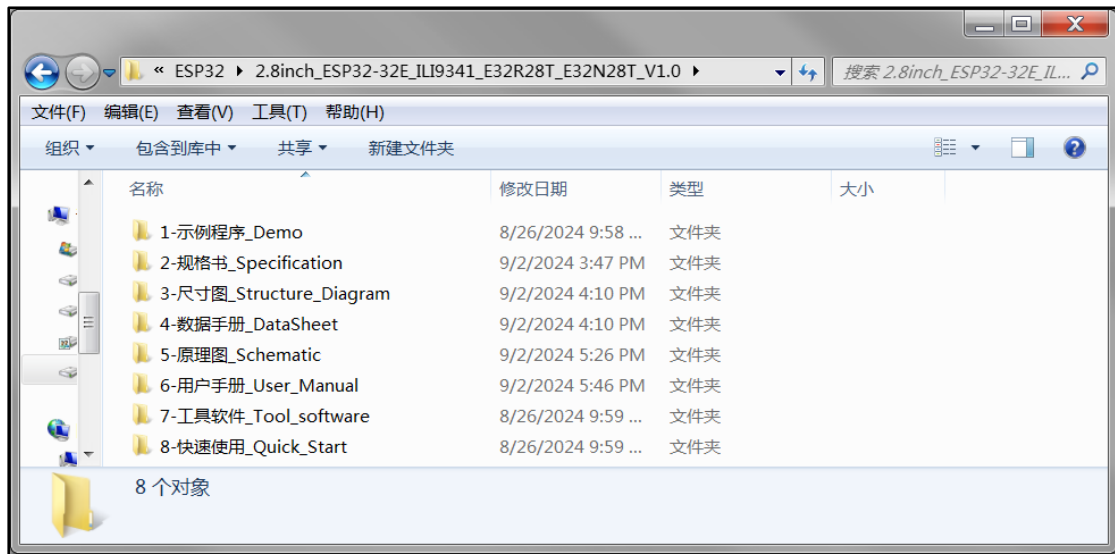 « ESP32 ▸ 2.8inch_ESP32-32E_ILI9341_E32R28T_E32N28T_V1.0 ▸ 搜索 2.8inch_ESP32-32E_IL...
文件(F) 编辑(E) 查看(V) 工具(T) 帮助(H)
组织 包含到库中 共享 新建文件夹
名称 修改日期 类型 大小
1-示例程序_Demo 8/26/2024 9:58 ... 文件夹
2-规格书_Specification 9/2/2024 3:47 PM 文件夹
3-尺寸图_Structure_Diagram 9/2/2024 4:10 PM 文件夹
4-数据手册_DataSheet 9/2/2024 4:10 PM 文件夹
5-原理图_Schematic 9/2/2024 5:26 PM 文件夹
6-用户手册_User_Manual 9/2/2024 5:46 PM 文件夹
7-工具软件_Tool_software 8/26/2024 9:59 ... 文件夹
8-快速使用_Quick_Start 8/26/2024 9:59 ... 文件夹
8 个对象